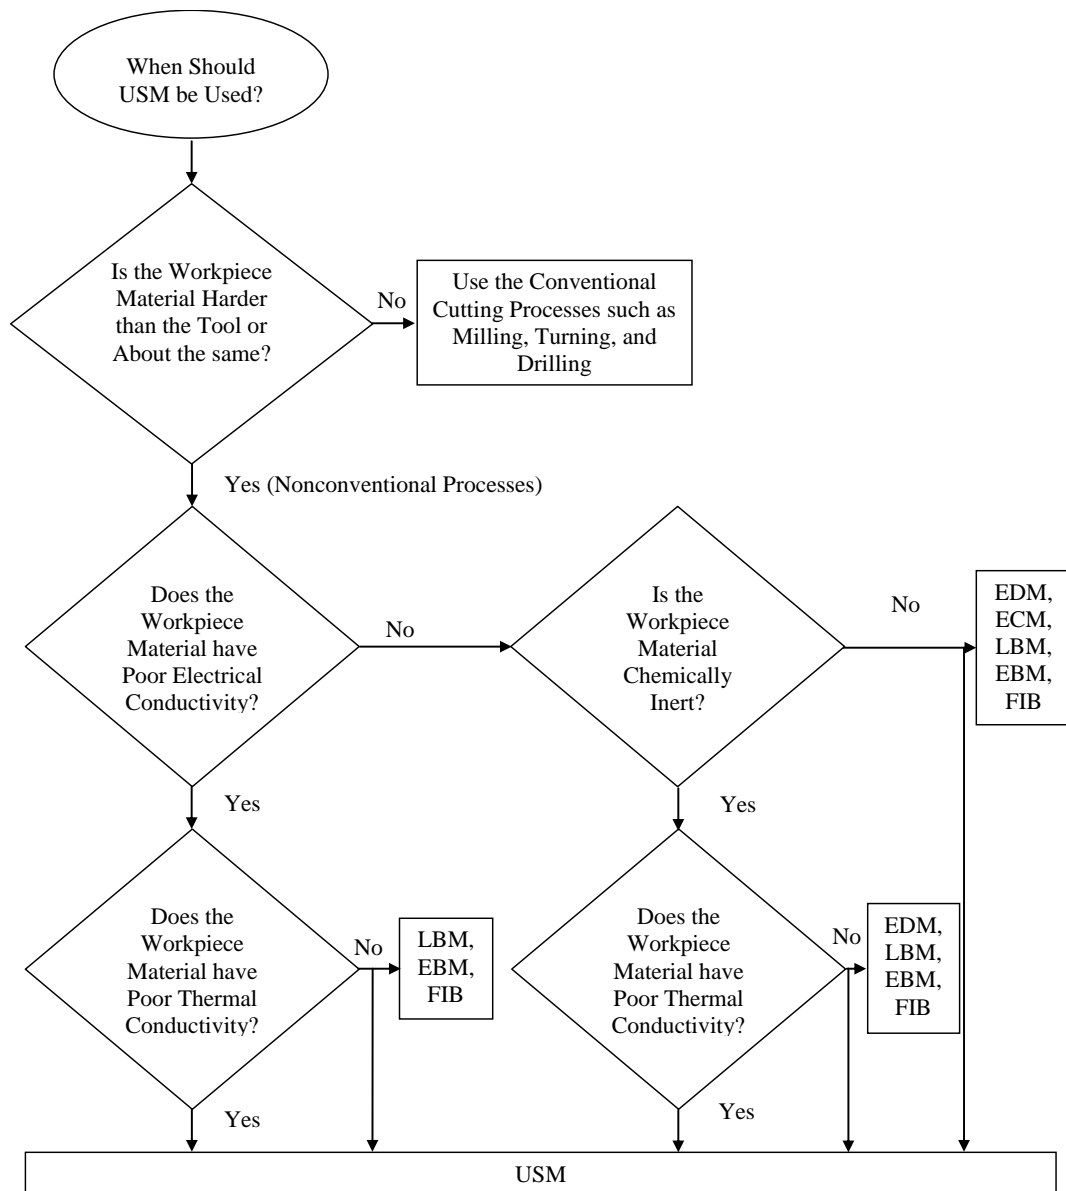 When Should
USM be Used?
Is the Workpiece
Material Harder
than the Tool or
About the same?
No
Use the Conventional
Cutting Processes such as
Milling, Turning, and
Drilling
Yes (Nonconventional Processes)
Does the
Workpiece
Material have
Poor Electrical
Conductivity?
No
Is the
Workpiece
Material
Chemically
Inert?
No
EDM,
ECM,
LBM,
EBM,
FIB
Yes
Yes
Does the
Workpiece
Material have
Poor Thermal
Conductivity?
No
LBM,
EBM,
FIB
Does the
Workpiece
Material have
Poor Thermal
Conductivity?
No
EDM,
LBM,
EBM,
FIB
Yes
Yes
USM